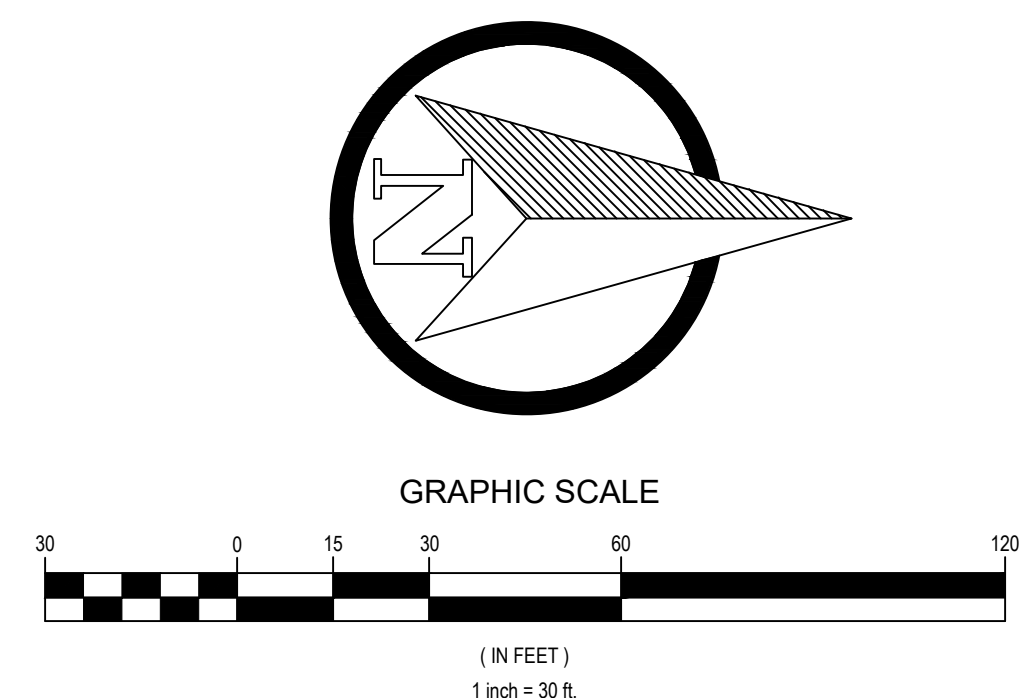 N
GRAPHIC SCALE
30 0 15 30 60 120
( IN FEET )
1 inch = 30 ft.